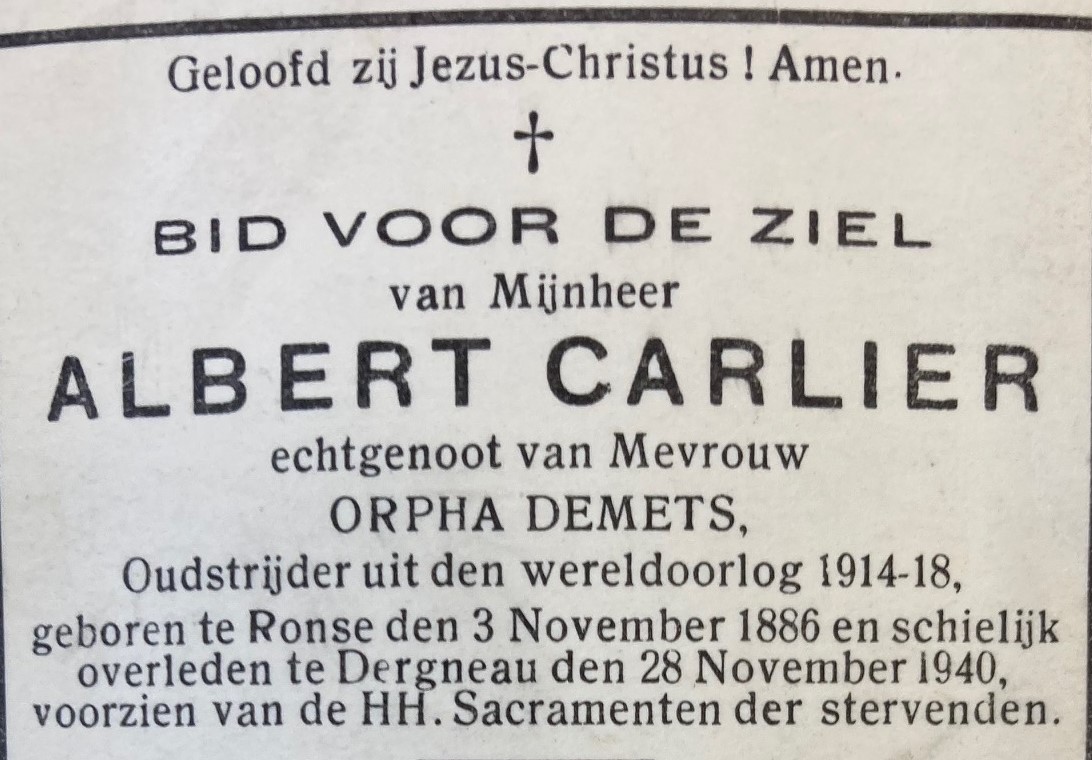 Geloofd zij Jezus-Christus ! Amen.
†
BID VOOR DE ZIEL
van Mijnheer
ALBERT CARLIER
echtgenoot van Mevrouw
ORPHA DEMETS,
Oudstrijder uit den wereldoorlog 1914-18,
geboren te Ronse den 3 November 1886 en schielijk
overleden te Dergneau den 28 November 1940,
voorzien van de HH. Sacramenten der stervenden.